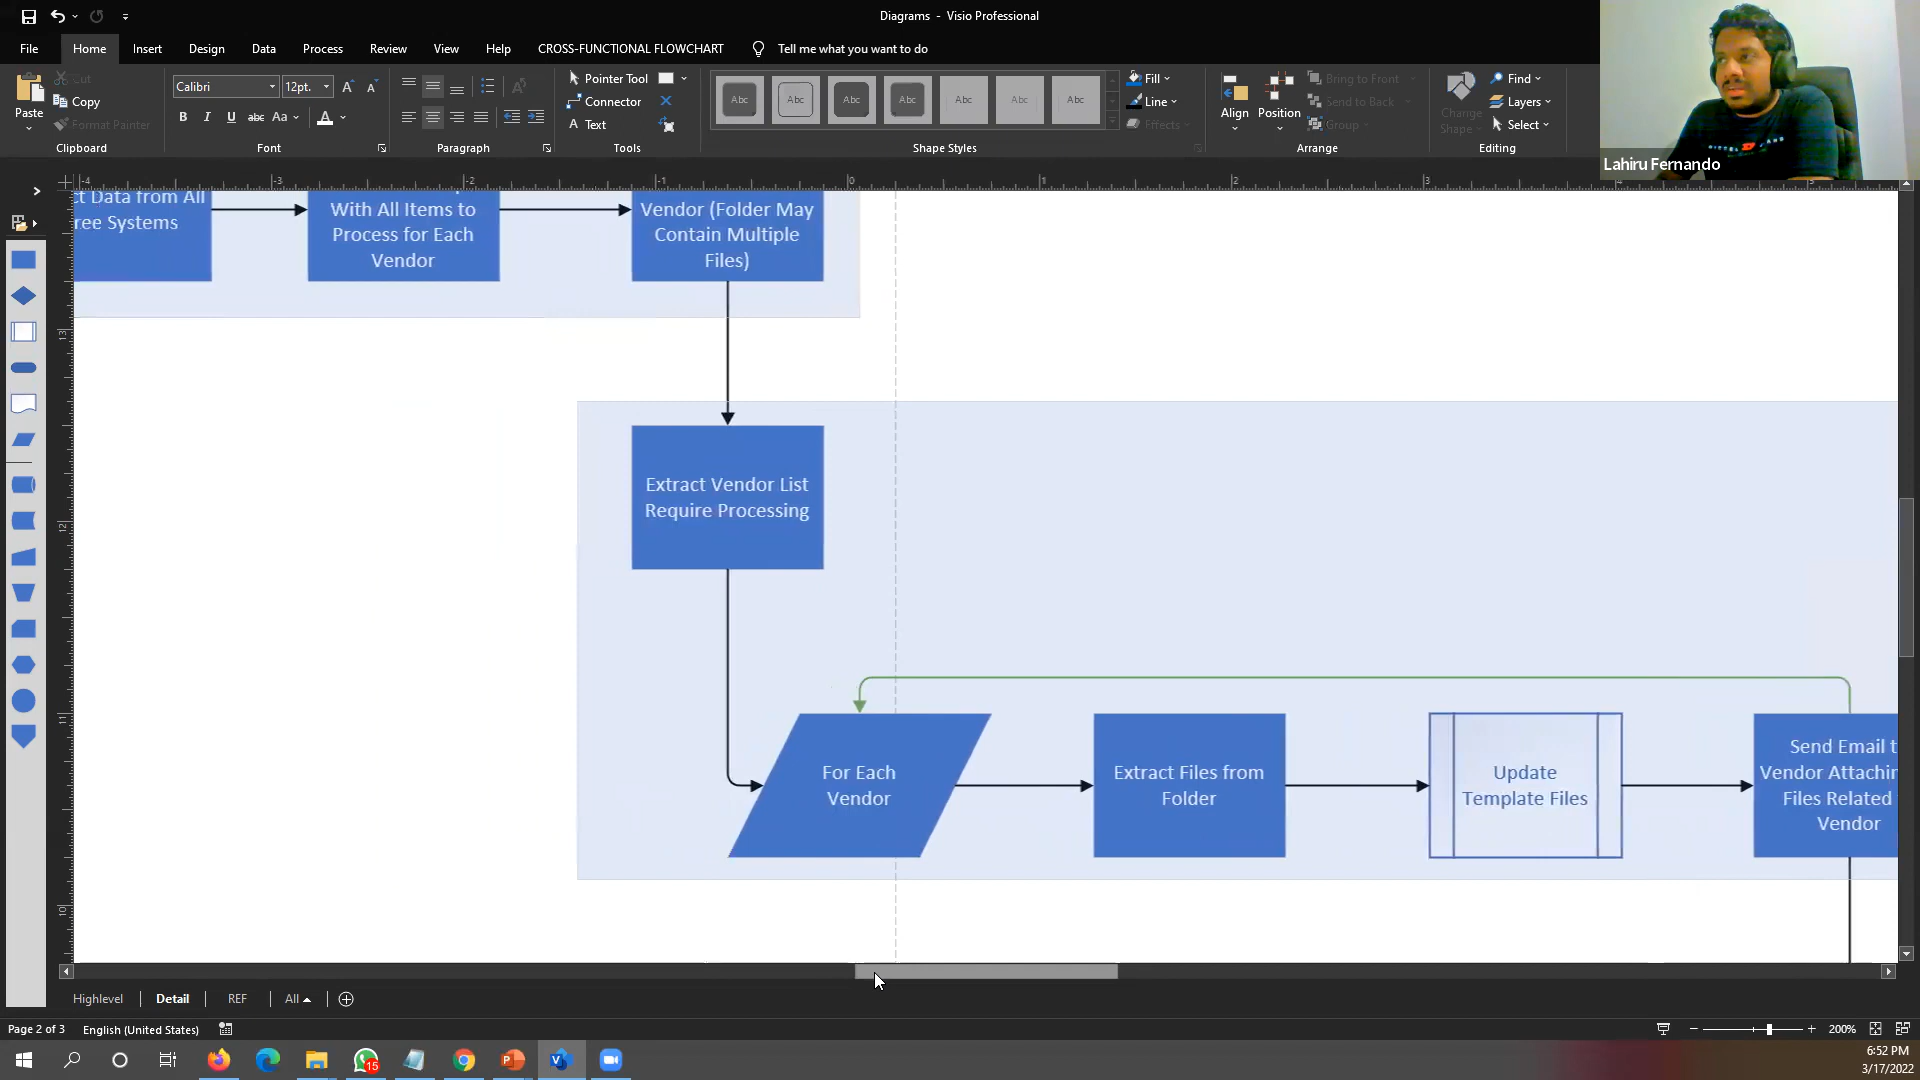 Diagrams - Visio Professional
File Home Insert Design Data Process Review View Help CROSS-FUNCTIONAL FLOWCHART Tell me what you want to do
Paste
Cut
Copy
Format Painter
Clipboard
Calibri 12pt.
Font
Paragraph
Pointer Tool
Connector
Text
Tools
Abc Abc Abc Abc Abc Abc Abc
Shape Styles
Fill
Line
Effects
Align
Position
Bring to Front
Send to Back
Group
Arrange
Change
Shape
Find
Layers
Select
Editing
Lahiru Fernando
ct Data from All
ree Systems
With All Items to
Process for Each
Vendor
Vendor (Folder May
Contain Multiple
Files)
Extract Vendor List
Require Processing
For Each
Vendor
Extract Files from
Folder
Update
Template Files
Send Email t
Vendor Attachin
Files Related
Vendor
Highlevel Detail REF All
Page 2 of 3 English (United States) 200%
15
6:52 PM
3/17/2022